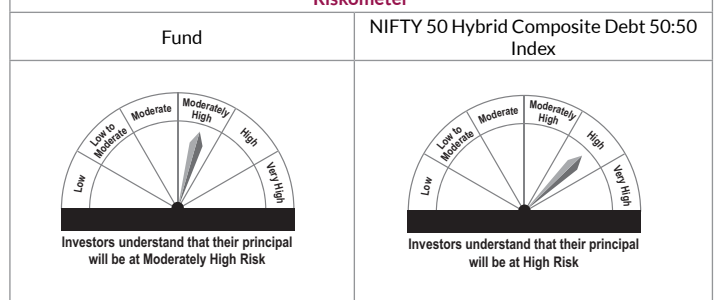 Riskometer
Fund
NIFTY 50 Hybrid Composite Debt 50:50
Index
Low
Low to
Moderate
Moderate
Moderately
High
High
Very High
Investors understand that their principal
will be at Moderately High Risk
Low
Low to
Moderate
Moderate
Moderately
High
High
Very High
Investors understand that their principal
will be at High Risk